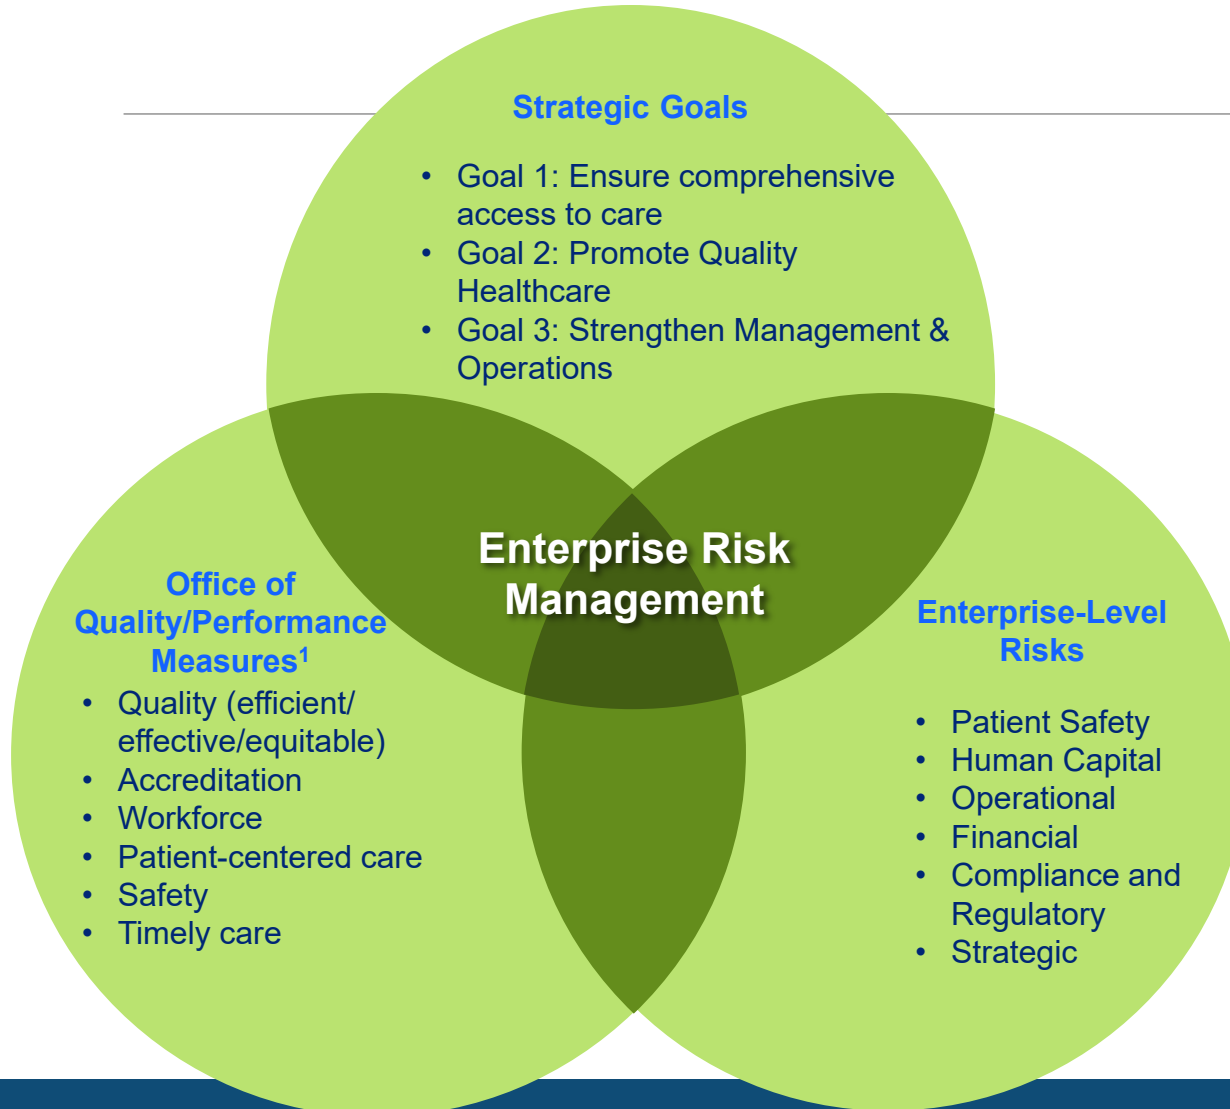 Strategic Goals
• Goal 1: Ensure comprehensive
access to care
• Goal 2: Promote Quality
Healthcare
• Goal 3: Strengthen Management &
Operations
Enterprise Risk
Management
Office of
Quality/Performance
Measures¹
• Quality (efficient/
effective/equitable)
• Accreditation
• Workforce
• Patient-centered care
• Safety
• Timely care
Enterprise-Level
Risks
• Patient Safety
• Human Capital
• Operational
• Financial
• Compliance and
Regulatory
• Strategic